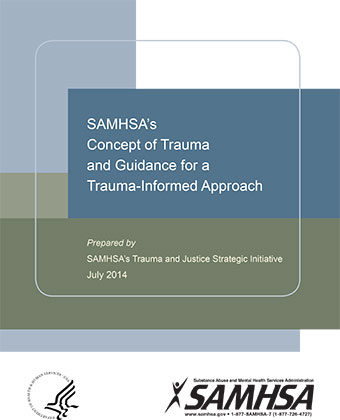 SAMHSA's
Concept of Trauma
and Guidance for a
Trauma-Informed Approach
Prepared by
SAMHSA's Trauma and Justice Strategic Initiative
July 2014
Substance Abuse and Mental Health Services Administration
SAMHSA
www.samhsa.gov • 1-877-SAMHSA-7 (1-877-726-4727)